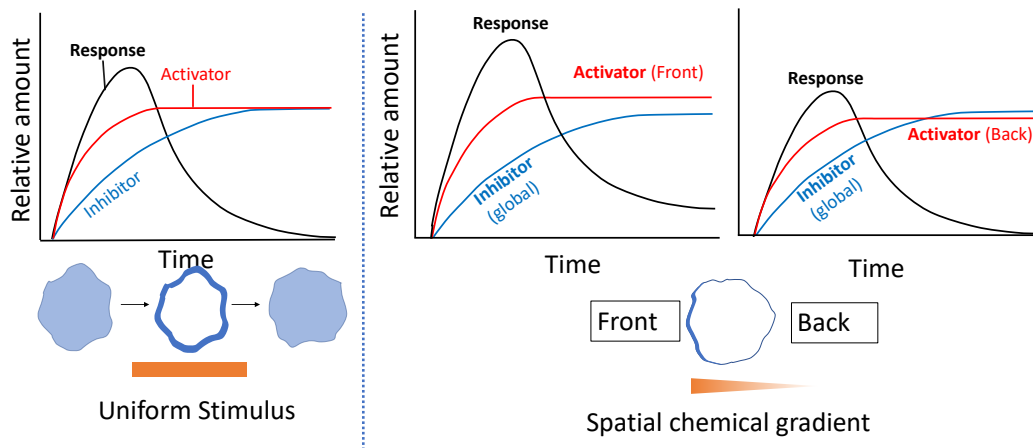 Relative amount
Response
Activator
Inhibitor
Time
Uniform Stimulus
Relative amount
Response
Activator (Front)
Inhibitor
(global)
Time
Response
Activator (Back)
Inhibitor
(global)
Time
Front
Back
Spatial chemical gradient